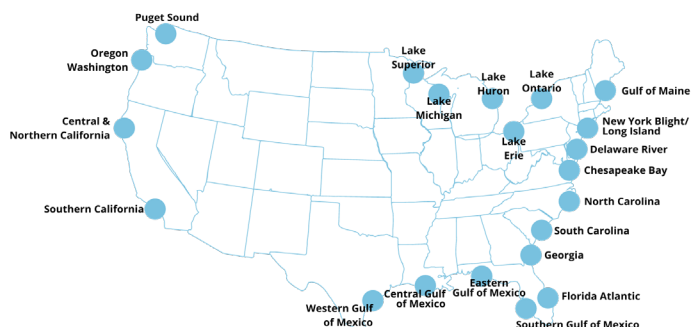 Puget Sound
Oregon
Washington
Lake
Superior
Lake
Huron
Lake
Ontario
Gulf of Maine
Lake
Michigan
Central &
Northern California
New York Blight/
Long Island
Lake
Erie
Delaware River
Chesapeake Bay
Southern California
North Carolina
South Carolina
Georgia
Eastern
Gulf of Mexico
Central Gulf
of Mexico
Florida Atlantic
Western Gulf
of Mexico
Southern Gulf of Mexico